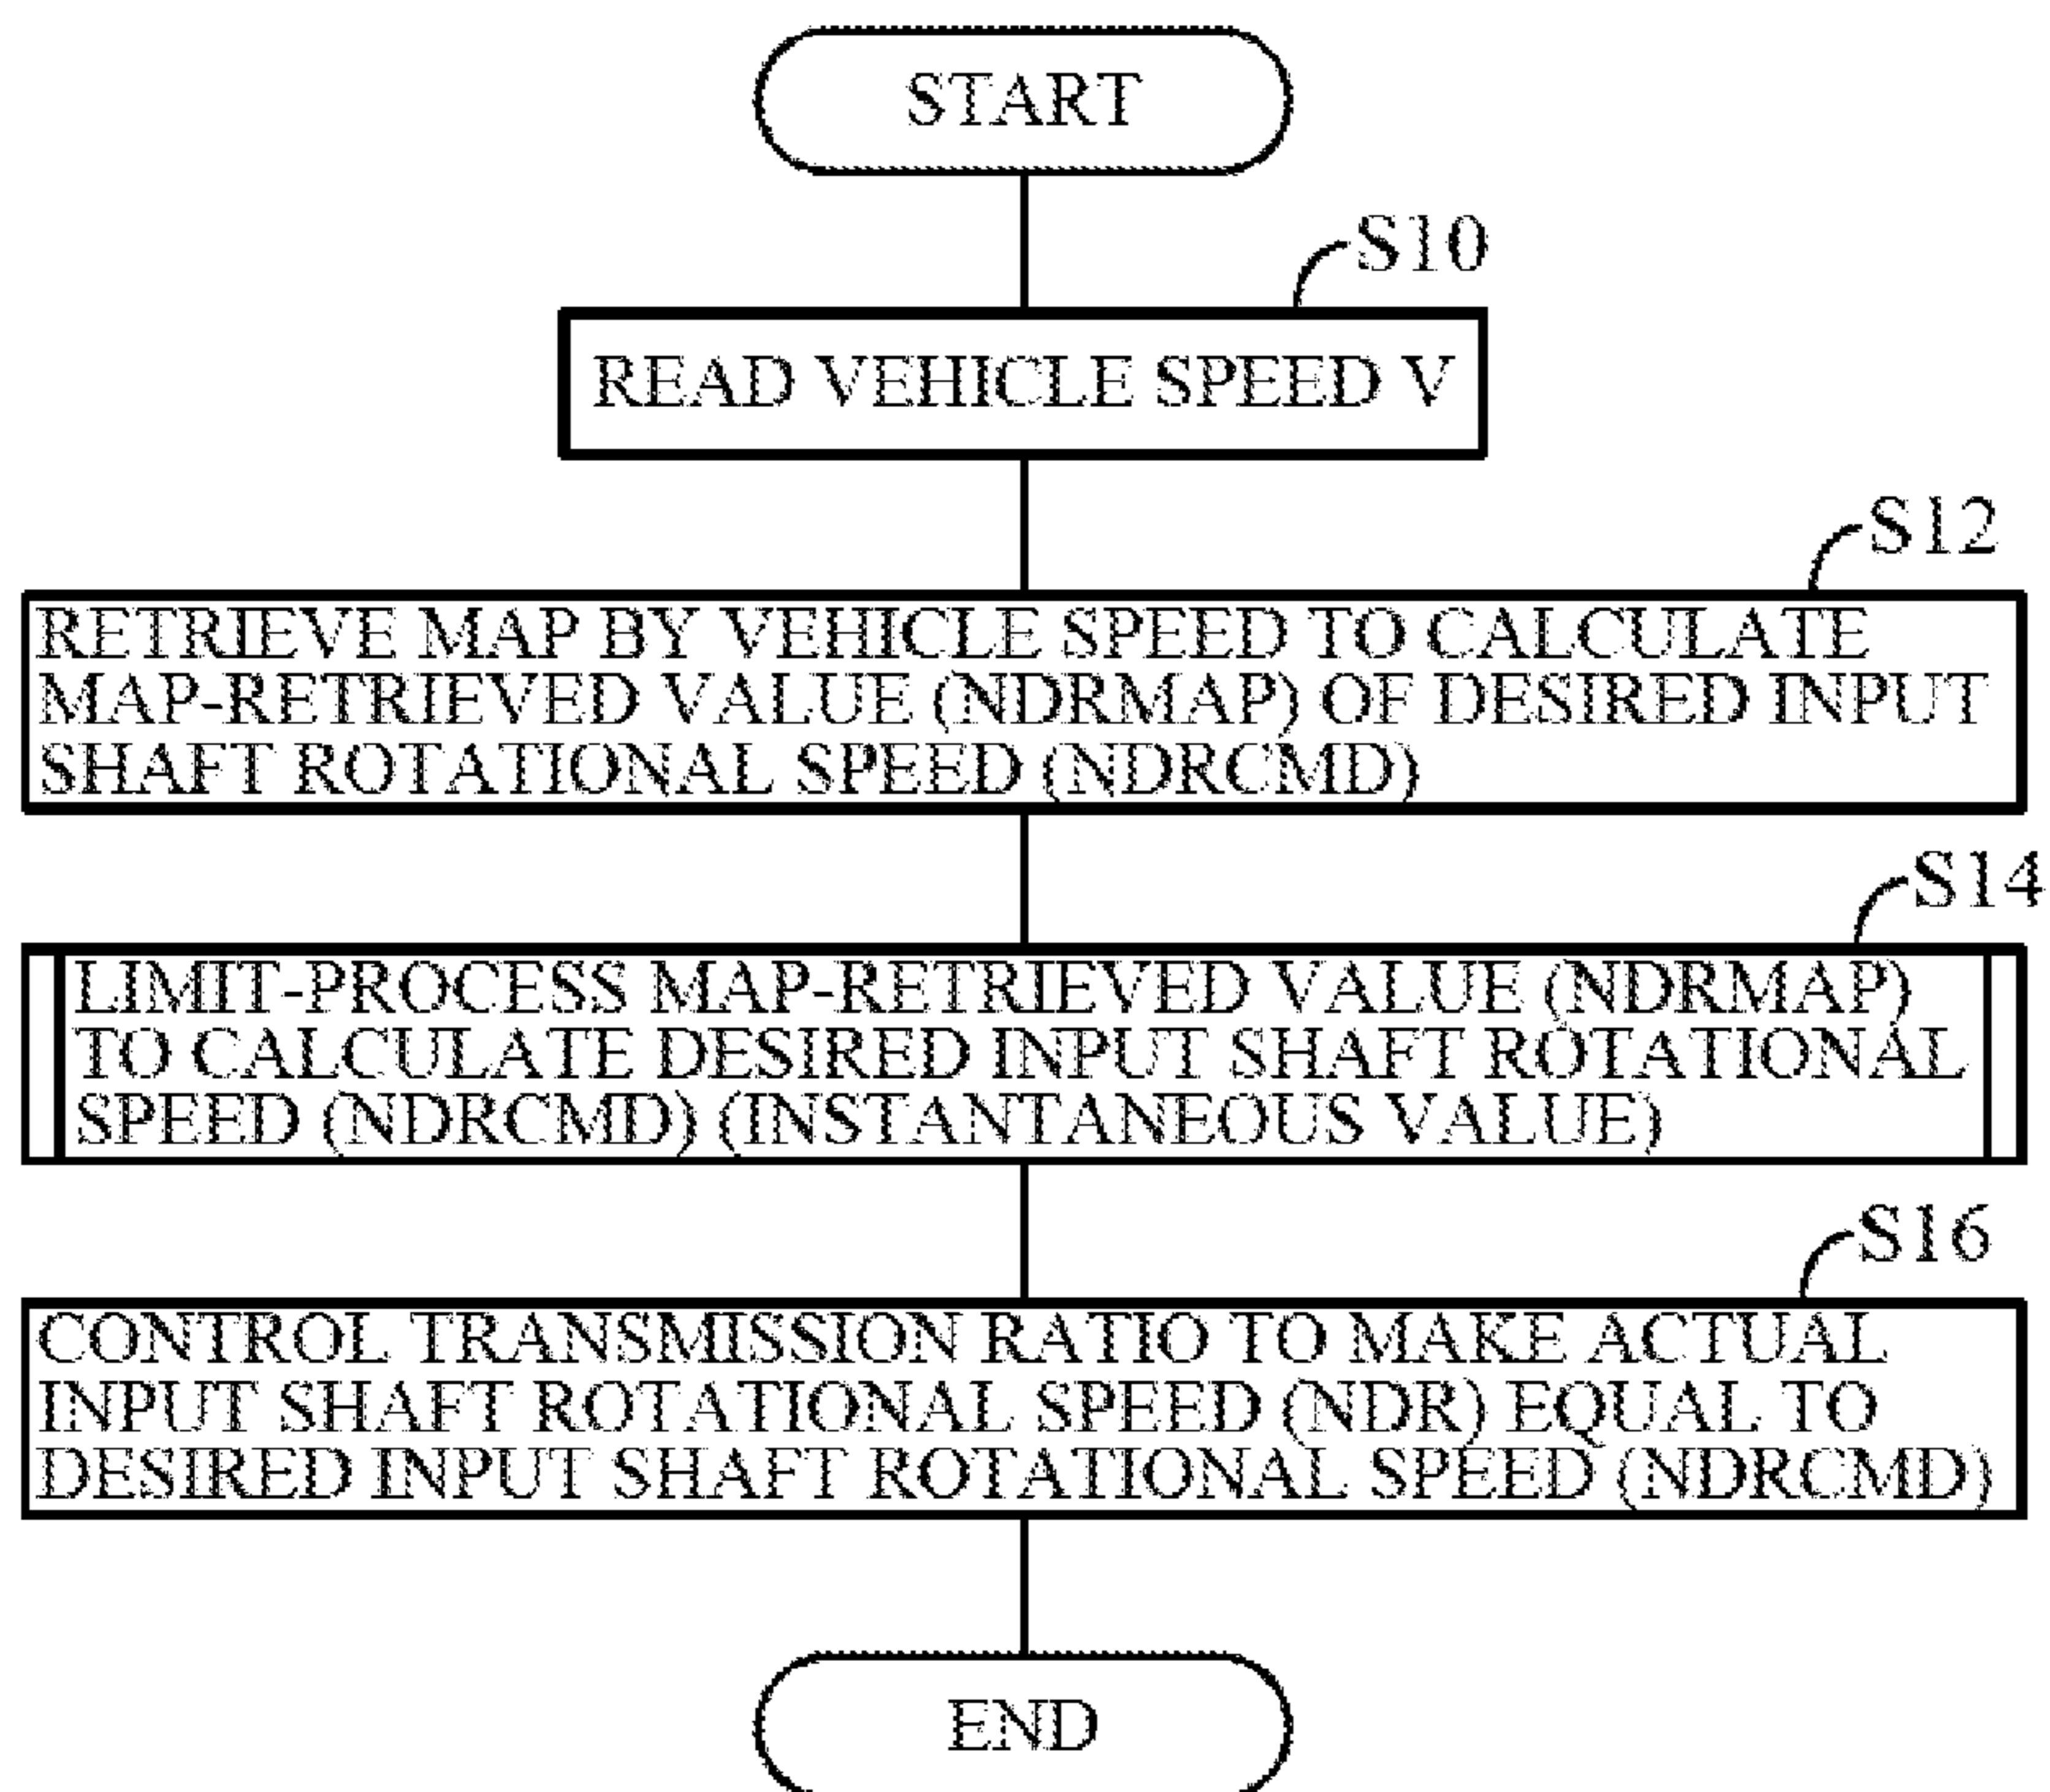 START
S10
READ VEHICLE SPEED V
S12
RETRIEVE MAP BY VEHICLE SPEED TO CALCULATE
MAP-RETRIEVED VALUE (NDRMAP) OF DESIRED INPUT
SHAFT ROTATIONAL SPEED (NDRCMD)
S14
LIMIT-PROCESS MAP-RETRIEVED VALUE (NDRMAP)
TO CALCULATE DESIRED INPUT SHAFT ROTATIONAL
SPEED (NDRCMD) (INSTANTANEOUS VALUE)
S16
CONTROL TRANSMISSION RATIO TO MAKE ACTUAL
INPUT SHAFT ROTATIONAL SPEED (NDR) EQUAL TO
DESIRED INPUT SHAFT ROTATIONAL SPEED (NDRCMD)
END